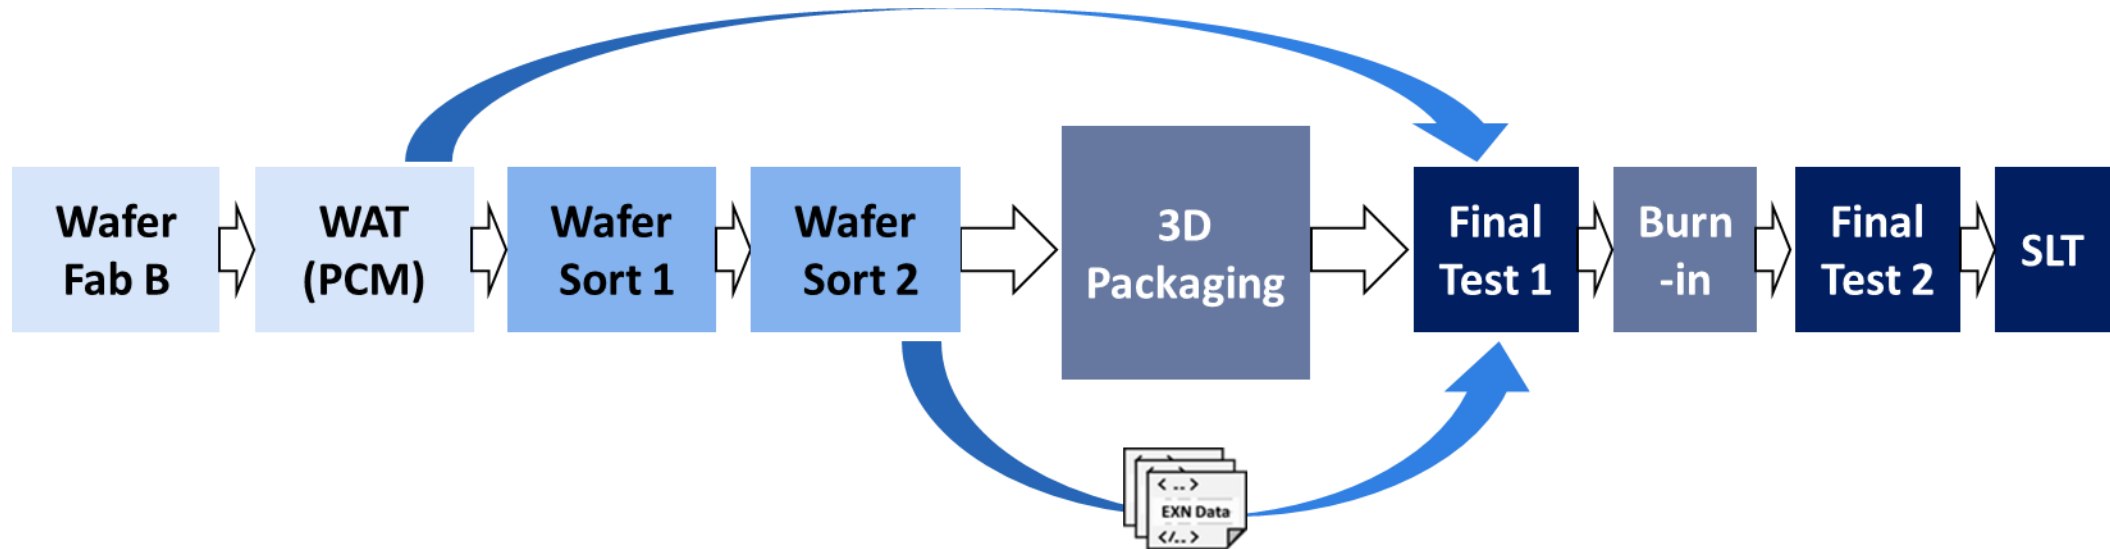 Wafer
Fab B
WAT
(PCM)
Wafer
Sort 1
Wafer
Sort 2
3D
Packaging
Final
Test 1
Burn
-in
Final
Test 2
SLT
< .. >
EXN Data
</.. >